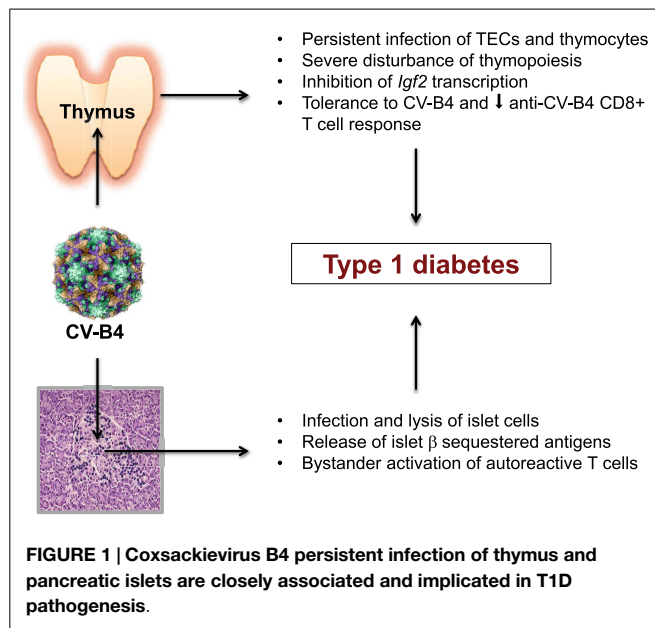 • Persistent infection of TECs and thymocytes
• Severe disturbance of thymopoiesis
• Inhibition of Igf2 transcription
• Tolerance to CV-B4 and ⬇ anti-CV-B4 CD8+
T cell response
Thymus
Type 1 diabetes
CV-B4
• Infection and lysis of islet cells
• Release of islet β sequestered antigens
• Bystander activation of autoreactive T cells
FIGURE 1 | Coxsackievirus B4 persistent infection of thymus and
pancreatic islets are closely associated and implicated in T1D
pathogenesis.